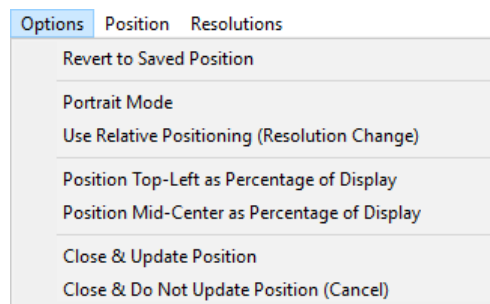 Options Position Resolutions
Revert to Saved Position
Portrait Mode
Use Relative Positioning (Resolution Change)
Position Top-Left as Percentage of Display
Position Mid-Center as Percentage of Display
Close & Update Position
Close & Do Not Update Position (Cancel)